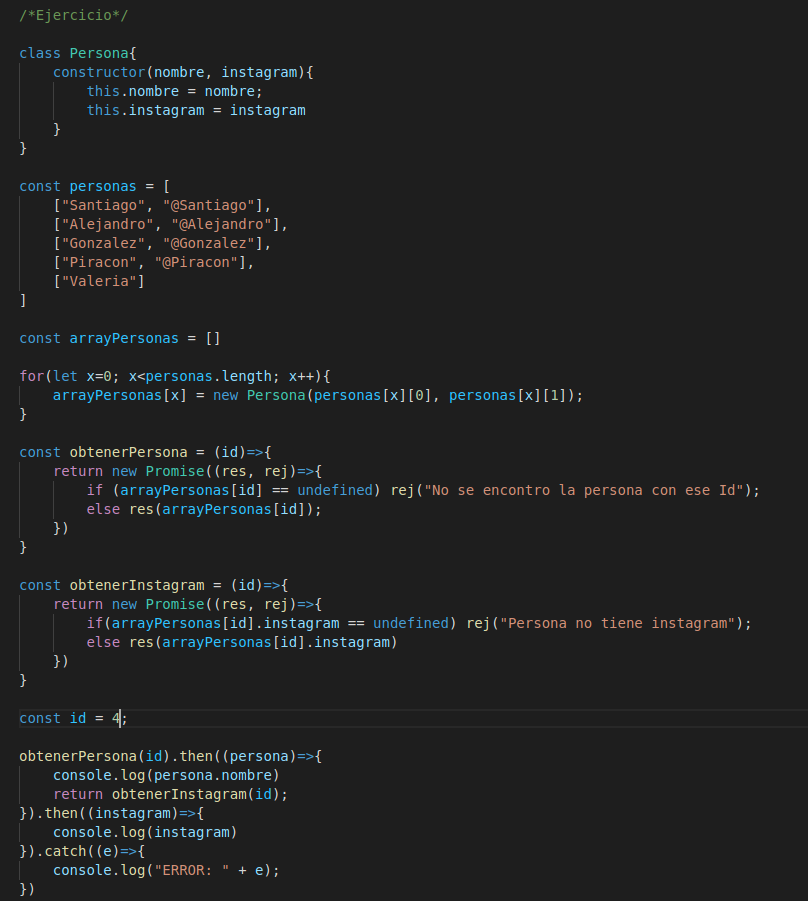 /*Ejercicio*/
class Persona{
    constructor(nombre, instagram){
        this.nombre = nombre;
        this.instagram = instagram
    }
}
const personas = [
    ["Santiago", "@Santiago"],
    ["Alejandro", "@Alejandro"],
    ["Gonzalez", "@Gonzalez"],
    ["Piracon", "@Piracon"],
    ["Valeria"]
]
const arrayPersonas = []
for(let x=0; x<personas.length; x++){
    arrayPersonas[x] = new Persona(personas[x][0], personas[x][1]);
}
const obtenerPersona = (id)=>{
    return new Promise((res, rej)=>{
        if (arrayPersonas[id] == undefined) rej("No se encontro la persona con ese Id");
        else res(arrayPersonas[id]);
    })
}
const obtenerInstagram = (id)=>{
    return new Promise((res, rej)=>{
        if(arrayPersonas[id].instagram == undefined) rej("Persona no tiene instagram");
        else res(arrayPersonas[id].instagram)
    })
}
const id = 4;
obtenerPersona(id).then((persona)=>{
    console.log(persona.nombre)
    return obtenerInstagram(id);
}).then((instagram)=>{
    console.log(instagram)
}).catch((e)=>{
    console.log("ERROR: " + e);
})